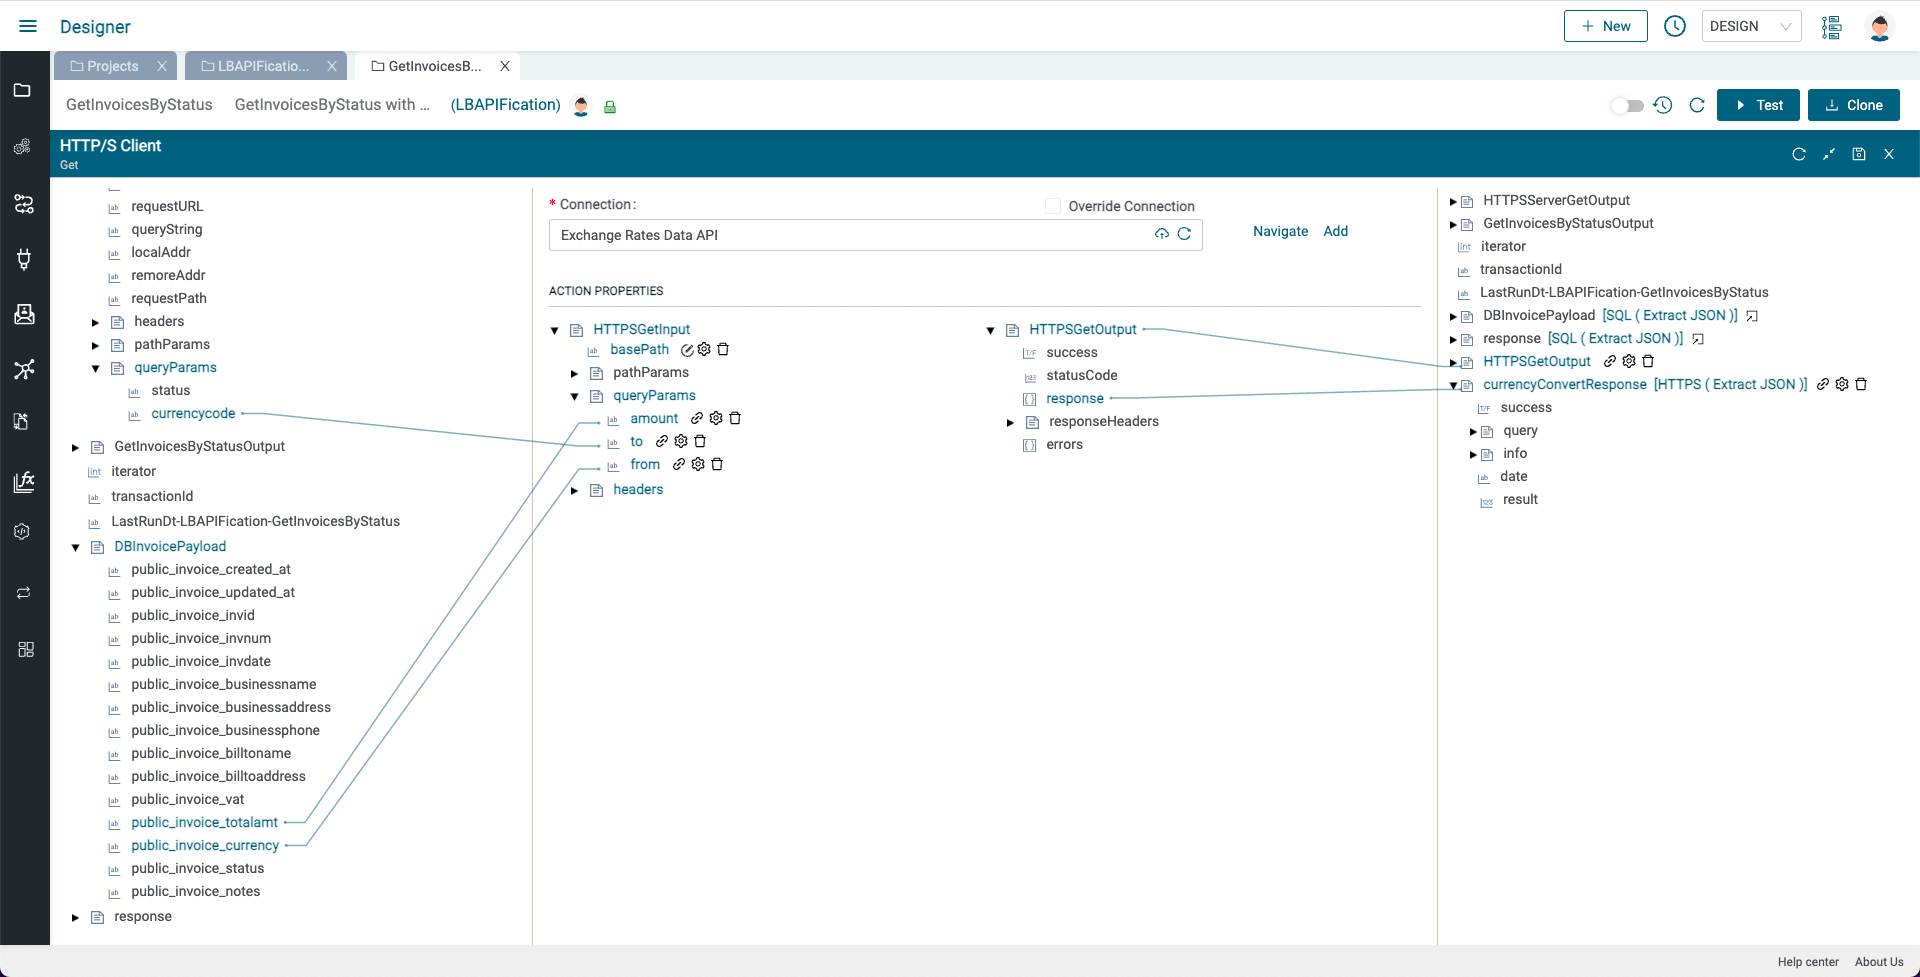 Designer
New
DESIGN
Projects
LBAPIFicatio...
GetInvoicesB...
GetInvoicesByStatus
GetInvoicesByStatus with ...
(LBAPIFication)
Test
Clone
HTTP/S Client
Get
requestURL
queryString
localAddr
remoreAddr
requestPath
headers
pathParams
queryParams
status
currencycode
GetInvoicesByStatusOutput
iterator
transactionId
LastRunDt-LBAPIFication-GetInvoicesByStatus
DBInvoicePayload
public_invoice_created_at
public_invoice_updated_at
public_invoice_invid
public_invoice_invnum
public_invoice_invdate
public_invoice_businessname
public_invoice_businessaddress
public_invoice_businessphone
public_invoice_billtoname
public_invoice_billtoaddress
public_invoice_vat
public_invoice_totalamt
public_invoice_currency
public_invoice_status
public_invoice_notes
response
* Connection:
Override Connection
Exchange Rates Data API
Navigate
Add
ACTION PROPERTIES
HTTPSGetInput
basePath
pathParams
queryParams
amount
to
from
headers
HTTPSGetOutput
success
statusCode
response
responseHeaders
errors
HTTPSServerGetOutput
GetInvoicesByStatusOutput
iterator
transactionId
LastRunDt-LBAPIFication-GetInvoicesByStatus
DBInvoicePayload [SQL ( Extract JSON )]
response [SQL ( Extract JSON )]
HTTPSGetOutput
currencyConvertResponse [HTTPS ( Extract JSON )]
success
query
info
date
result
Help center
About Us